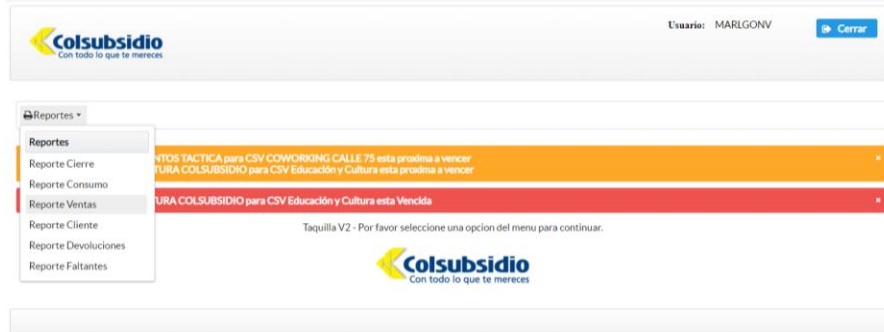 Colsubsidio
Con todo lo que te mereces
Usuario: MARLGONV
Cerrar
Reportes
Reportes
Reporte Cierre
Reporte Consumo
Reporte Ventas
Reporte Cliente
Reporte Devoluciones
Reporte Faltantes
NTOS TACTICA para CSV COWORKING CALLE 75 esta proxima a vencer
TURA COLSUBSIDIO para CSV Educación y Cultura esta proxima a vencer
×
URA COLSUBSIDIO para CSV Educación y Cultura esta Vencida
×
Taquilla V2 - Por favor seleccione una opcion del menu para continuar.
Colsubsidio
Con todo lo que te mereces